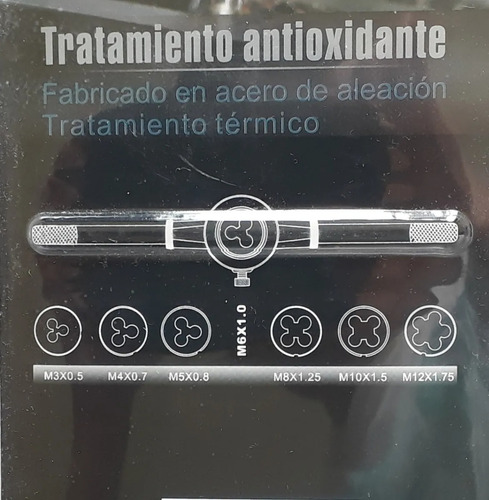 Tratamiento antioxidante
Fabricado en acero de aleación
Tratamiento térmico
M6X1.0
M3X0.5 M4X0.7 M5X0.8 M8X1.25 M10X1.5 M12X1.75